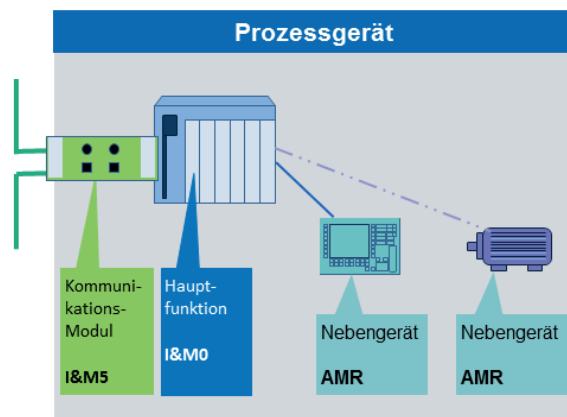 Prozessgerät
Kommuni-
kations-
Modul
I&M5
Haupt-
funktion
I&M0
Nebengerät
AMR
Nebengerät
AMR